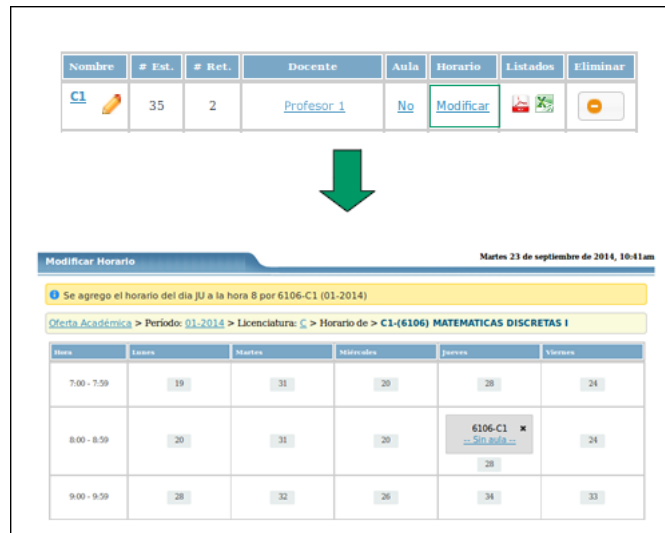 Nombre # Est. # Ret. Docente Aula Horario Listados Eliminar
C1 35 2 Profesor 1 No Modificar
Modificar Horario Martes 23 de septiembre de 2014, 10:41am
Se agrego el horario del dia JU a la hora 8 por 6106-C1 (01-2014)
Oferta Académica > Período: 01-2014 > Licenciatura: C > Horario de > C1-(6106) MATEMATICAS DISCRETAS I
Hora Lunes Martes Miércoles Jueves Viernes
7:00 - 7:59 19 31 20 28 24
6106-C1 ×
8:00 - 8:59 20 31 20 -- Sin aula -- 24
28
9:00 - 9:59 28 32 26 34 33